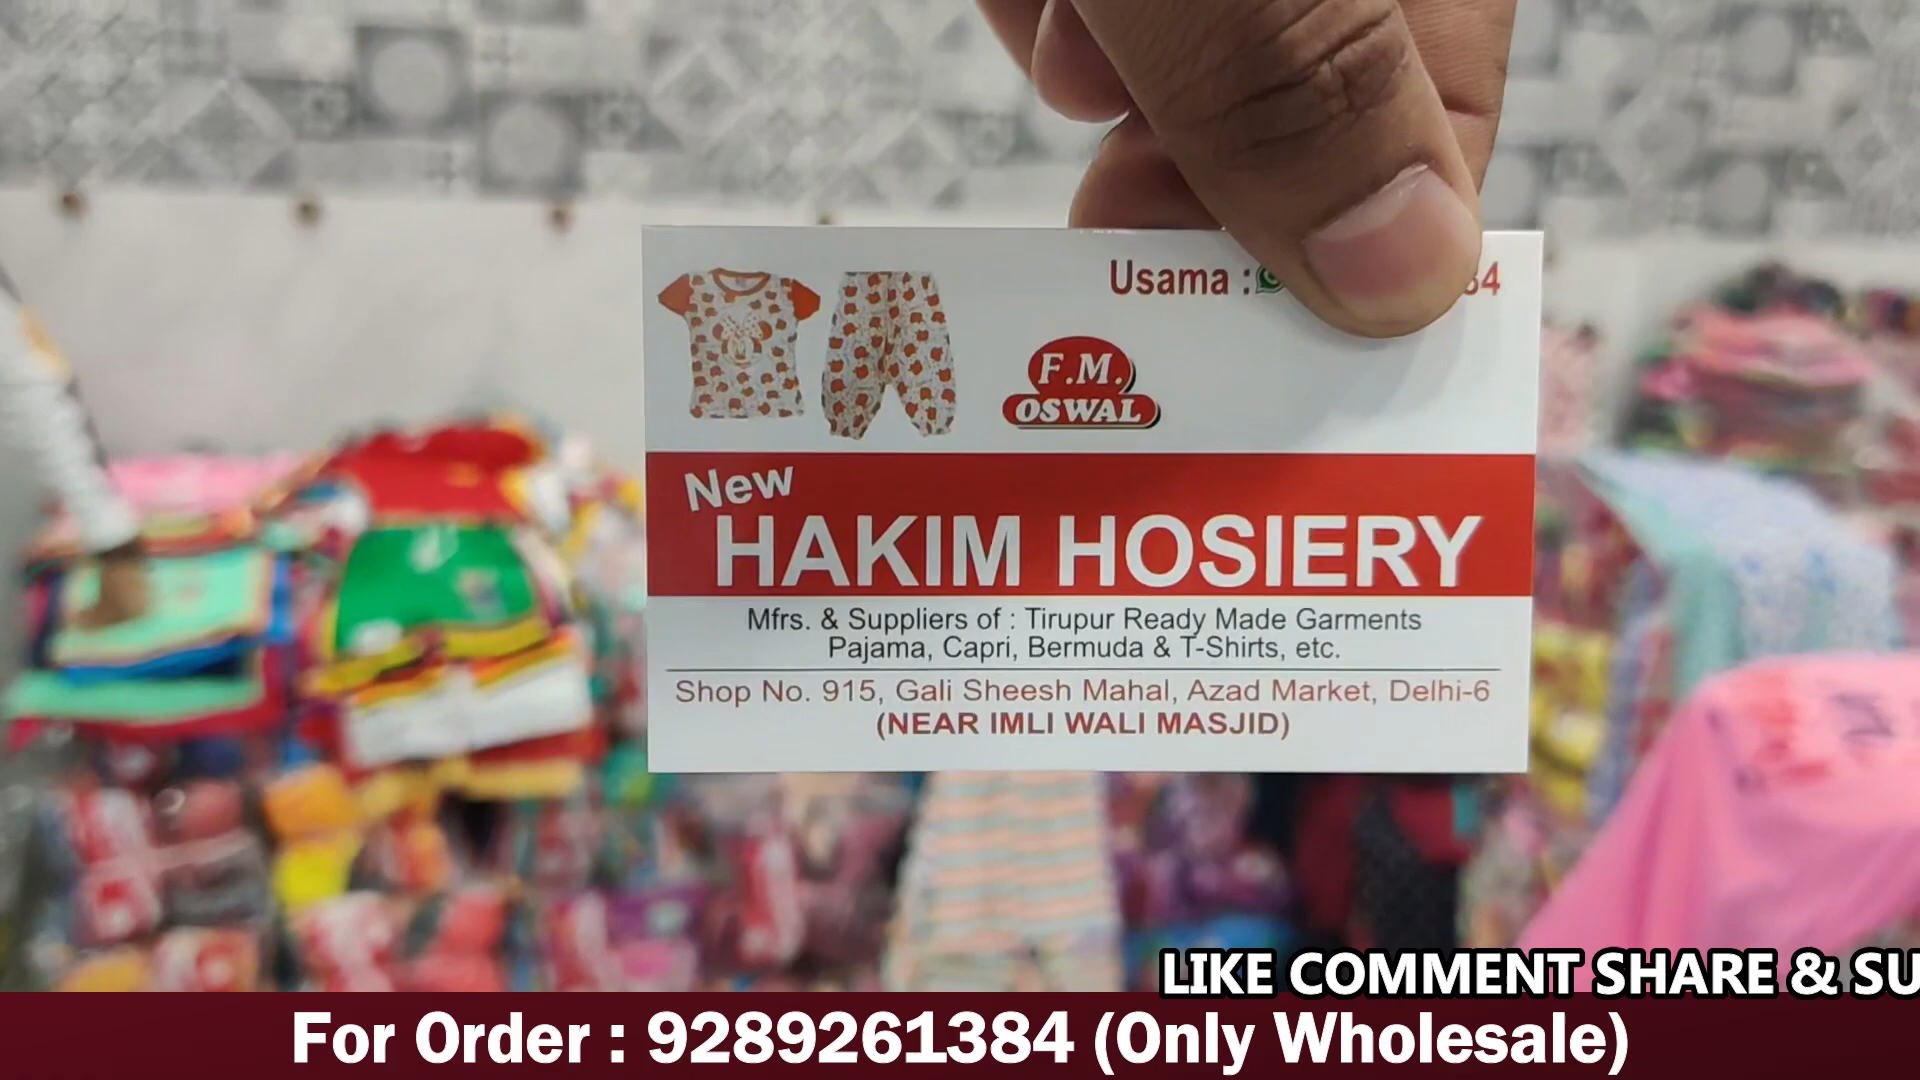 Usama :
F.M.
OSWAL
New
HAKIM HOSIERY
Mfrs. & Suppliers of : Tirupur Ready Made Garments
Pajama, Capri, Bermuda & T-Shirts, etc.
Shop No. 915, Gali Sheesh Mahal, Azad Market, Delhi-6
(NEAR IMLI WALI MASJID)
LIKE COMMENT SHARE & SU
For Order : 9289261384 (Only Wholesale)